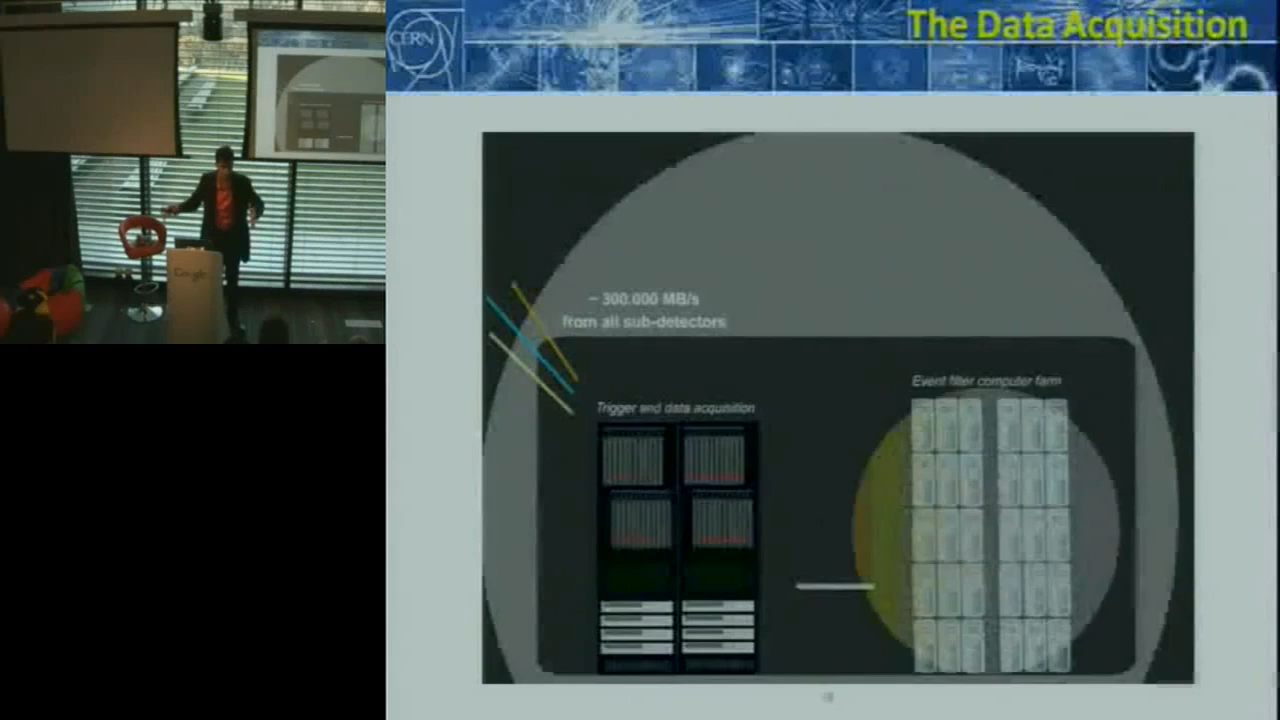 CERN
The Data Acquisition
~ 300.000 MB/s
from all sub-detectors
Event filter computer farm
Trigger and data acquisition
Google